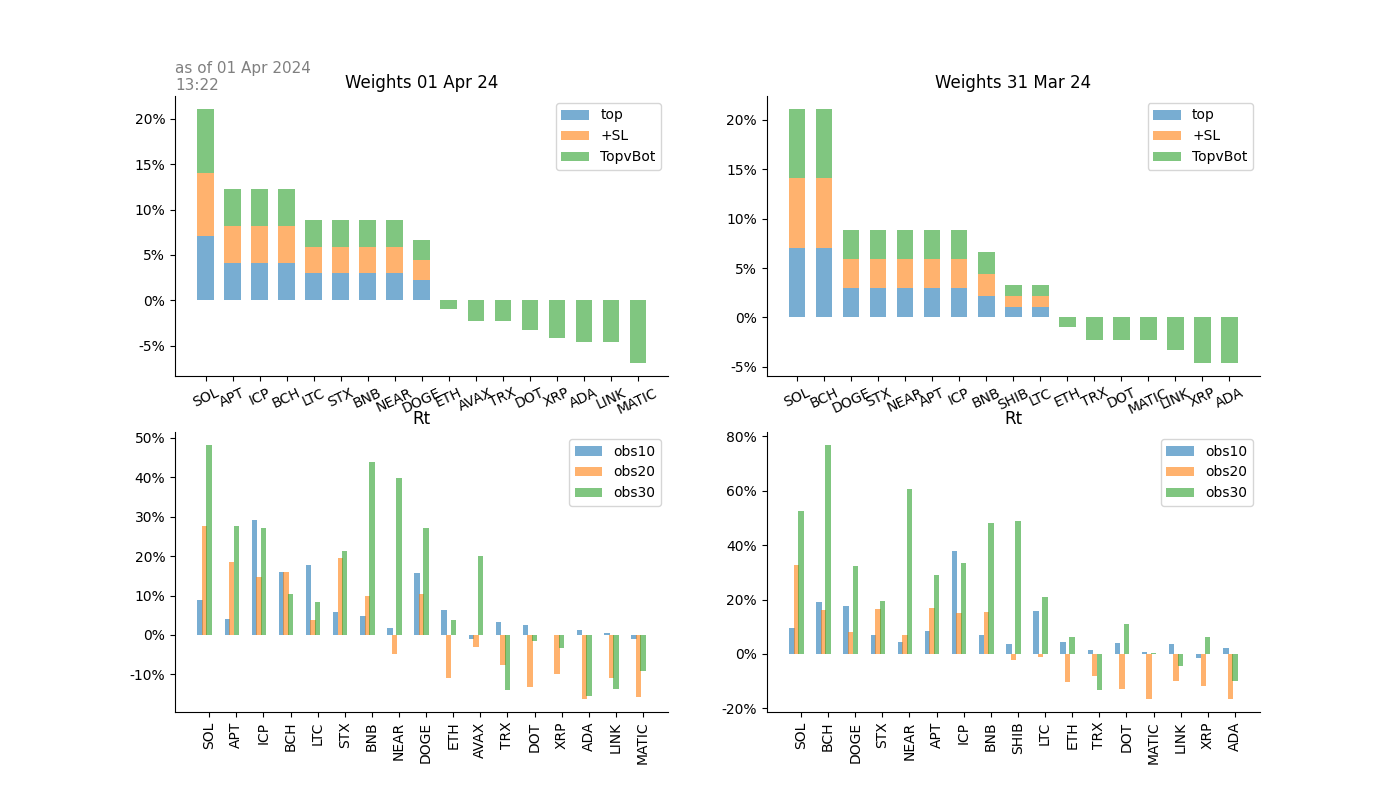 as of 01 Apr 2024
13:22
Weights 01 Apr 24
20%
15%
10%
5%
0%
-5%
top
+SL
TopvBot
SOL APT ICP BCH LTC STX BNB NEAR DOGE ETH AVAX TRX DOT XRP ADA LINK MATIC
Weights 31 Mar 24
20%
15%
10%
5%
0%
-5%
top
+SL
TopvBot
SOL BCH DOGE STX NEAR APT ICP BNB SHIB LTC ETH TRX DOT MATIC LINK XRP ADA
Rt
50%
40%
30%
20%
10%
0%
-10%
obs10
obs20
obs30
SOL APT ICP BCH LTC STX BNB NEAR DOGE ETH AVAX TRX DOT XRP ADA LINK MATIC
Rt
80%
60%
40%
20%
0%
-20%
obs10
obs20
obs30
SOL BCH DOGE STX NEAR APT ICP BNB SHIB LTC ETH TRX DOT MATIC LINK XRP ADA